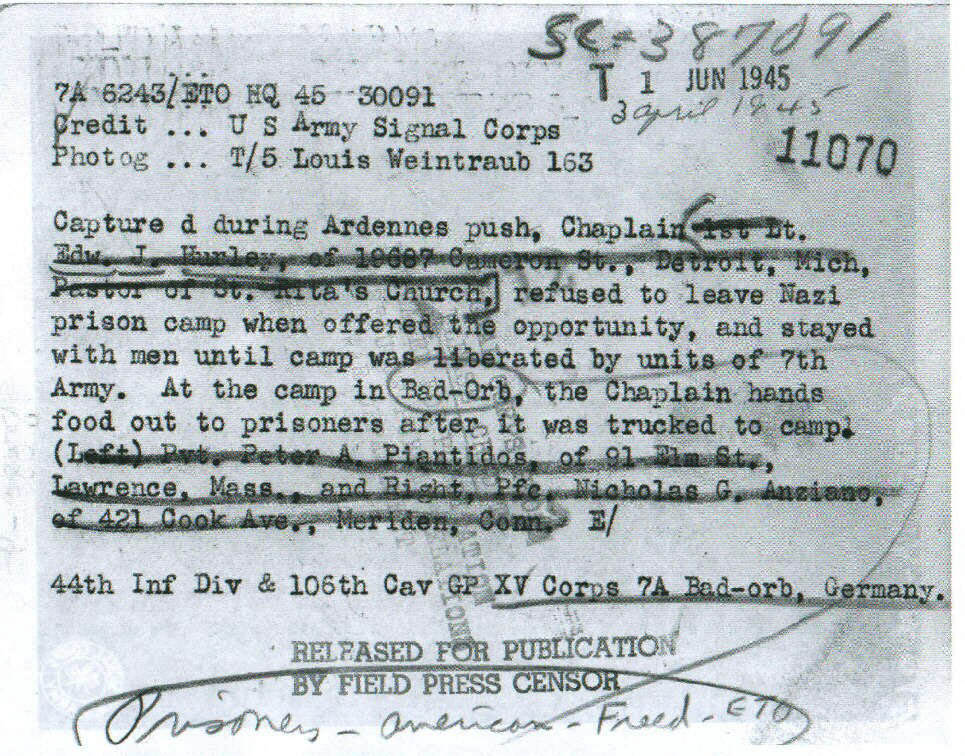 SC-387091
T 1 JUN 1945
3 april 1945
11070
7A 6243/ETO HQ 45 30091
Credit ... U S Army Signal Corps
Photog ... T/5 Louis Weintraub 163
Capture d during Ardennes push, Chaplain 1st Lt.
Edw. J. Hurley, of 19687 Cameron St., Detroit, Mich,
Pastor of St. Rita's Church, refused to leave Nazi
prison camp when offered the opportunity, and stayed
with men until camp was liberated by units of 7th
Army. At the camp in Bad-Orb, the Chaplain hands
food out to prisoners after it was trucked to camp.
(Left) Pvt. Peter A. Piantidos, of 91 Elm St.,
Lawrence, Mass., and Right, Pfc. Nicholas G. Anziano,
of 421 Cook Ave., Meriden, Conn. E/
44th Inf Div & 106th Cav GP XV Corps 7A Bad-orb, Germany.
RELEASED FOR PUBLICATION
BY FIELD PRESS CENSOR
Prisoners - american - Freed - ETO